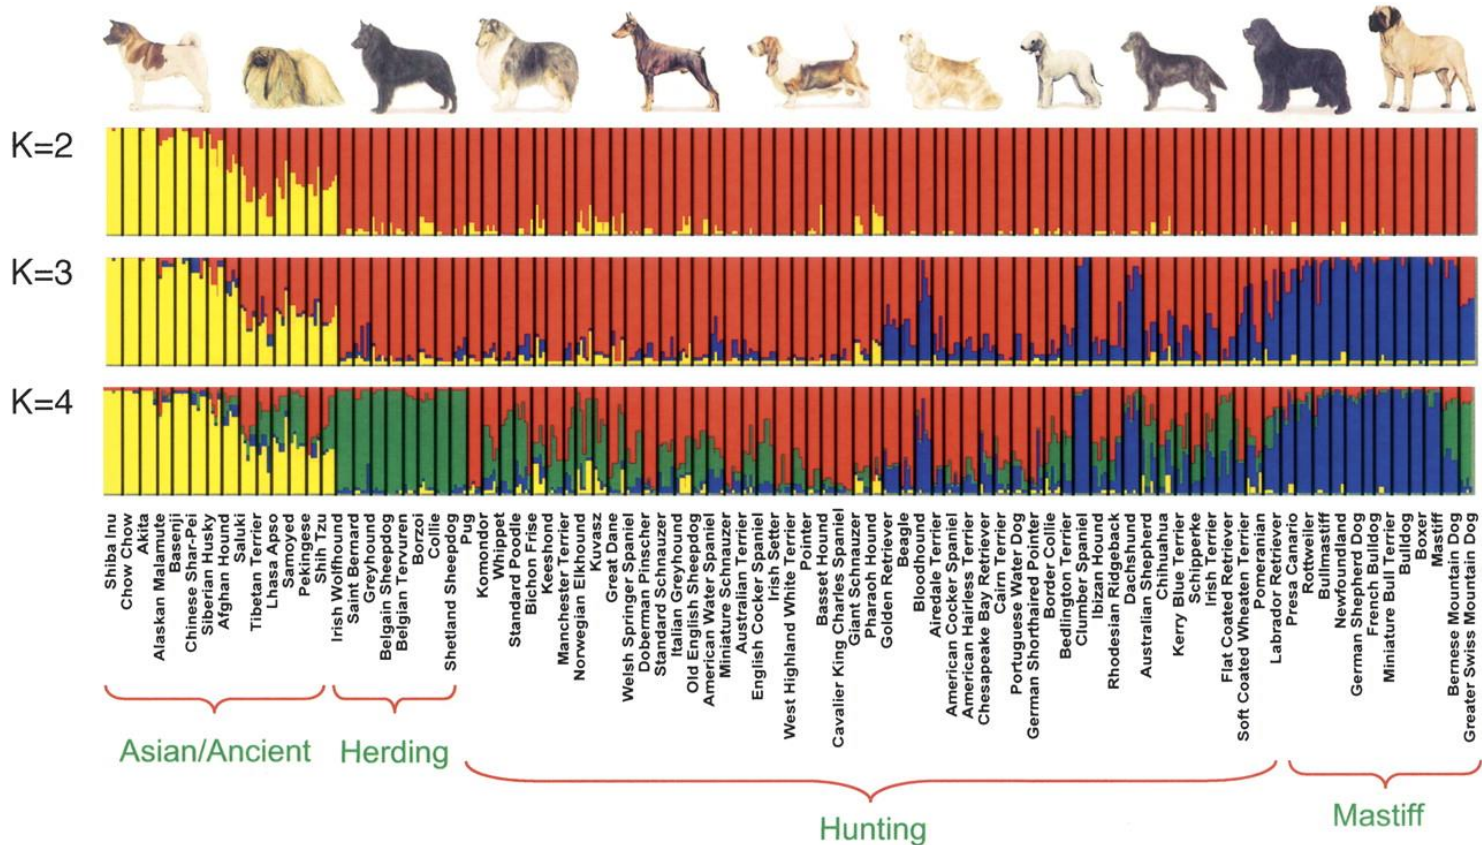 K=2
K=3
K=4
Shiba Inu
Chow Chow
Akita
Alaskan Malamute
Basenji
Chinese Shar-Pei
Siberian Husky
Afghan Hound
Saluki
Tibetan Terrier
Lhasa Apso
Samoyed
Pekingese
Shih Tzu
Irish Wolfhound
Saint Bernard
Greyhound
Belgain Sheepdog
Belgian Tervuren
Borzoi
Collie
Shetland Sheepdog
Pug
Komondor
Whippet
Standard Poodle
Bichon Frise
Keeshond
Manchester Terrier
Norwegian Elkhound
Kuvasz
Great Dane
Welsh Springer Spaniel
Doberman Pinscher
Standard Schnauzer
Italian Greyhound
Old English Sheepdog
American Water Spaniel
Miniature Schnauzer
Australian Terrier
English Cocker Spaniel
Irish Setter
West Highland White Terrier
Pointer
Basset Hound
Cavalier King Charles Spaniel
Giant Schnauzer
Pharaoh Hound
Golden Retriever
Beagle
Bloodhound
Airedale Terrier
American Cocker Spaniel
American Hairless Terrier
Chesapeake Bay Retriever
Cairn Terrier
Portuguese Water Dog
German Shorthaired Pointer
Border Collie
Bedlington Terrier
Clumber Spaniel
Ibizan Hound
Rhodesian Ridgeback
Dachshund
Australian Shepherd
Chihuahua
Kerry Blue Terrier
Schipperke
Irish Terrier
Flat Coated Retriever
Soft Coated Wheaten Terrier
Pomeranian
Labrador Retriever
Presa Canario
Rottweiler
Bullmastiff
Newfoundland
German Shepherd Dog
French Bulldog
Miniature Bull Terrier
Bulldog
Boxer
Mastiff
Bernese Mountain Dog
Greater Swiss Mountain Dog
Asian/Ancient
Herding
Hunting
Mastiff